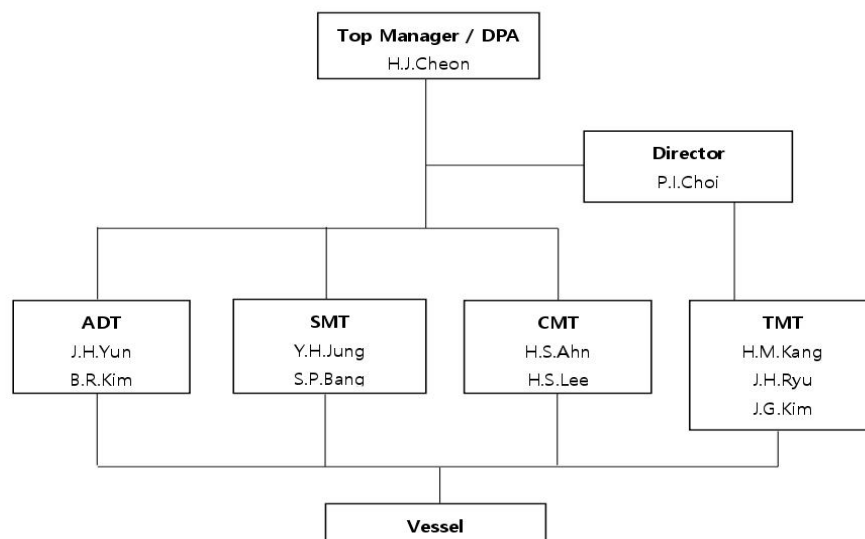 Top Manager / DPA
H.J.Cheon
Director
P.I.Choi
ADT
J.H.Yun
B.R.Kim
SMT
Y.H.Jung
S.P.Bang
CMT
H.S.Ahn
H.S.Lee
TMT
H.M.Kang
J.H.Ryu
J.G.Kim
Vessel